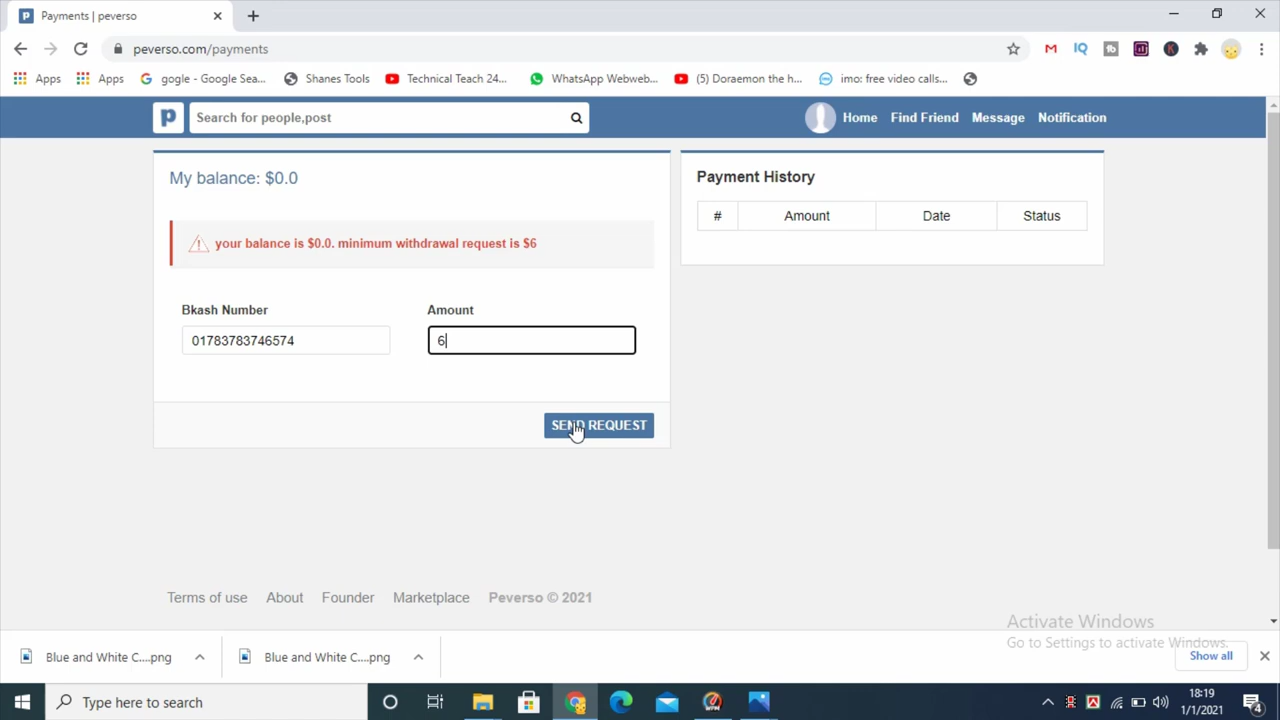 Payments | peverso
peverso.com/payments
Apps
Apps
gogle - Google Sea...
Shanes Tools
Technical Teach 24...
WhatsApp Webweb...
(5) Doraemon the h...
imo: free video calls...
p
Search for people,post
Home
Find Friend
Message
Notification
My balance: $0.0
your balance is $0.0. minimum withdrawal request is $6
Bkash Number
Amount
01783783746574
6
SEND REQUEST
Payment History
# Amount Date Status
Terms of use
About
Founder
Marketplace
Peverso © 2021
Activate Windows
Go to Settings to activate Windows.
Blue and White C....png
Blue and White C....png
Show all
Type here to search
18:19
1/1/2021
4